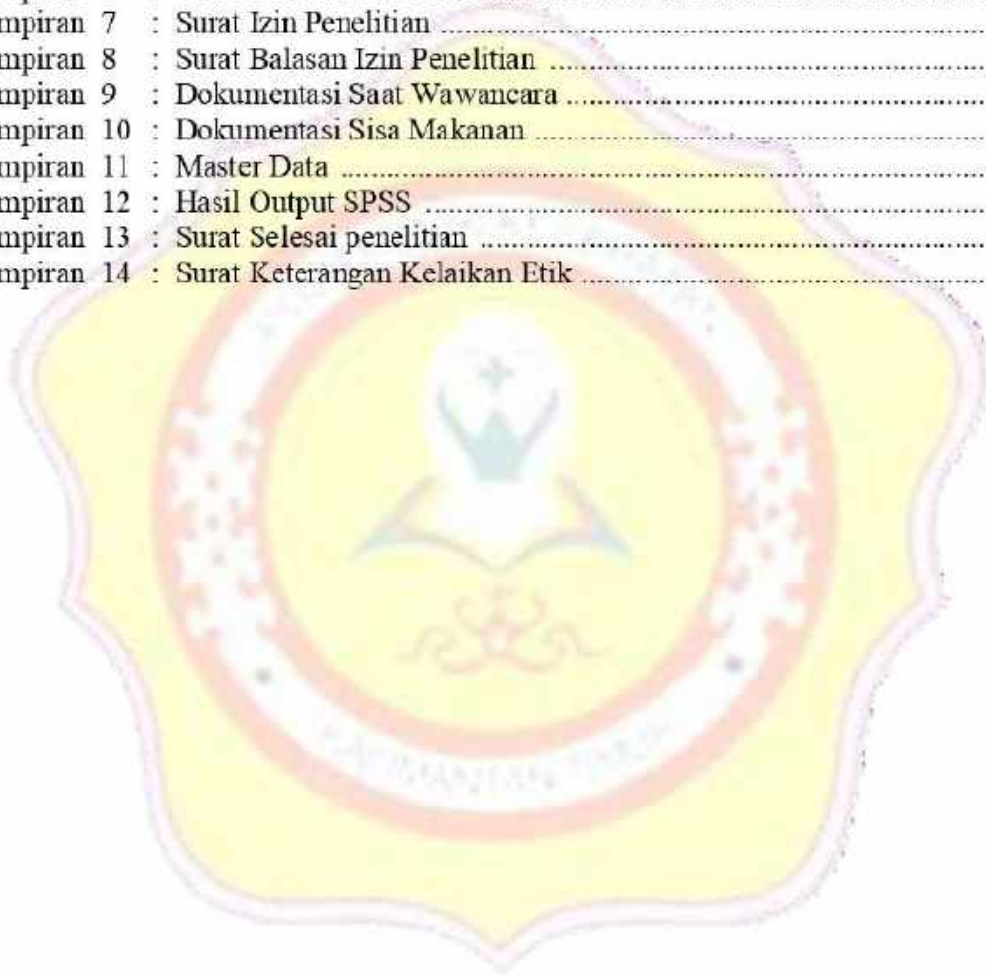 mpiran 7 : Surat Izin Penelitian ....................................................................................
mpiran 8 : Surat Balasan Izin Penelitian ....................................................................
mpiran 9 : Dokumentasi Saat Wawancara .................................................................
mpiran 10 : Dokumentasi Sisa Makanan .....................................................................
mpiran 11 : Master Data ...................................................................................................
mpiran 12 : Hasil Output SPSS .....................................................................................
mpiran 13 : Surat Selesai penelitian .............................................................................
mpiran 14 : Surat Keterangan Kelaikan Etik ..............................................................